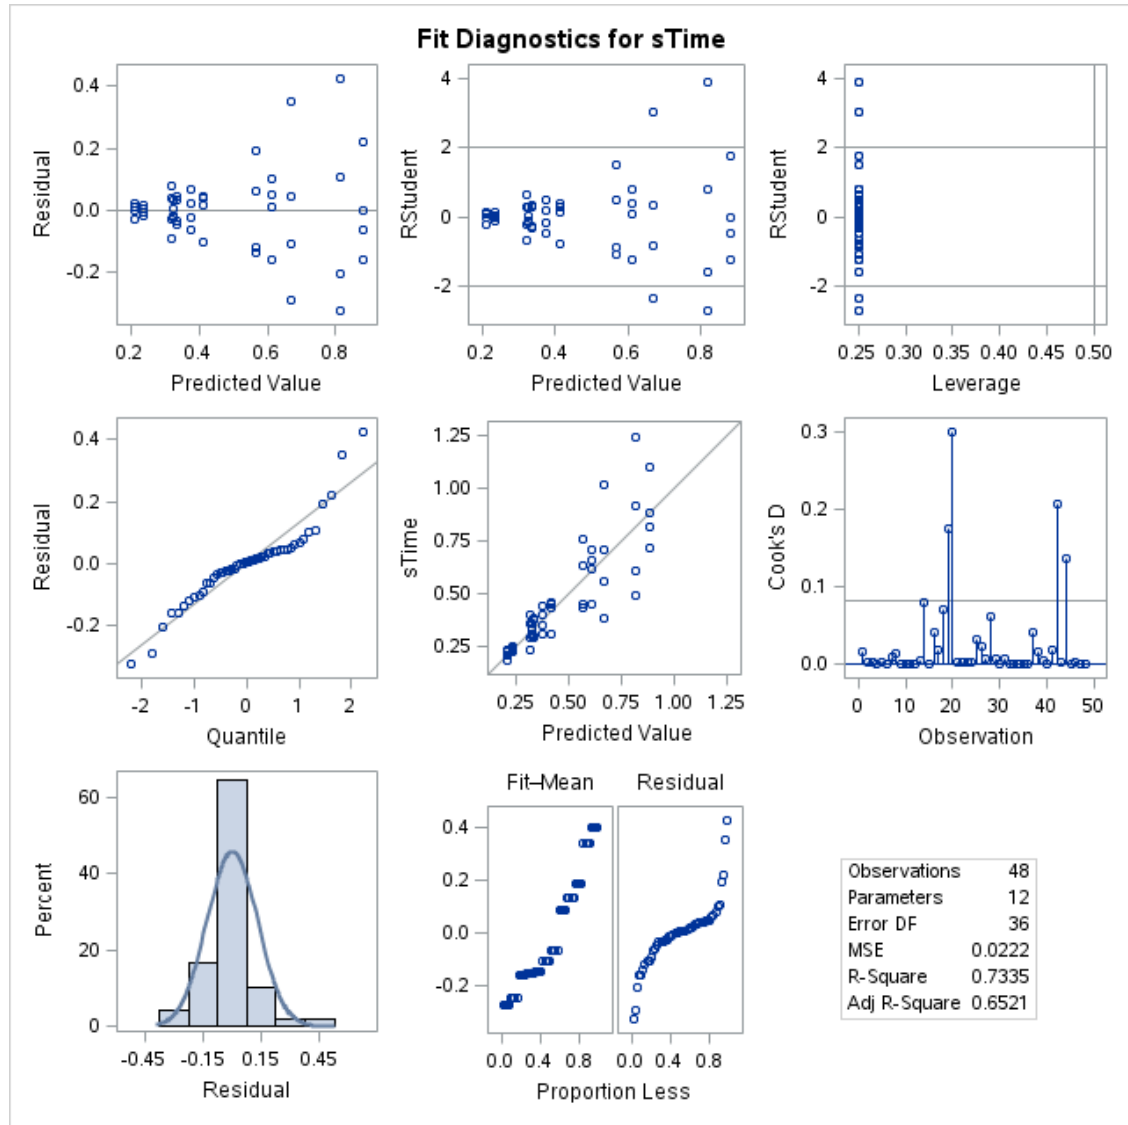 Fit Diagnostics for sTime
Residual
0.4
0.2
0.0
-0.2
0.2 0.4 0.6 0.8
Predicted Value
RStudent
4
2
0
-2
0.2 0.4 0.6 0.8
Predicted Value
RStudent
4
2
0
-2
0.25 0.30 0.35 0.40 0.45 0.50
Leverage
Residual
0.4
0.2
0.0
-0.2
-2 -1 0 1 2
Quantile
sTime
1.25
1.00
0.75
0.50
0.25
0.25 0.50 0.75 1.00 1.25
Predicted Value
Cook's D
0.3
0.2
0.1
0.0
0 10 20 30 40 50
Observation
Percent
60
40
20
0
-0.45 -0.15 0.15 0.45
Residual
Fit–Mean Residual
0.4
0.2
0.0
-0.2
0.0 0.4 0.8 0.0 0.4 0.8
Proportion Less
Observations 48
Parameters 12
Error DF 36
MSE 0.0222
R-Square 0.7335
Adj R-Square 0.6521